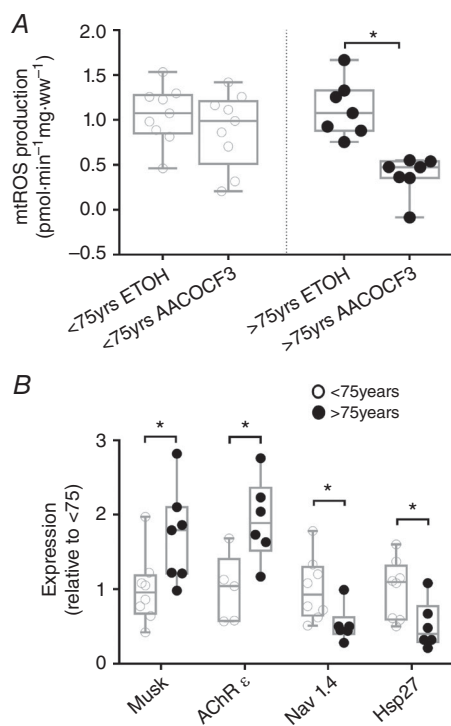 A
mtROS production
(pmol·min⁻¹mg·ww⁻¹)
2.0
1.5
1.0
0.5
0.0
–0.5
*
<75yrs ETOH
<75yrs AACOCF3
>75yrs ETOH
>75yrs AACOCF3
B
<75years
>75years
Expression
(relative to <75)
3
2
1
0
*
*
*
*
Musk
AChR ε
Nav 1.4
Hsp27